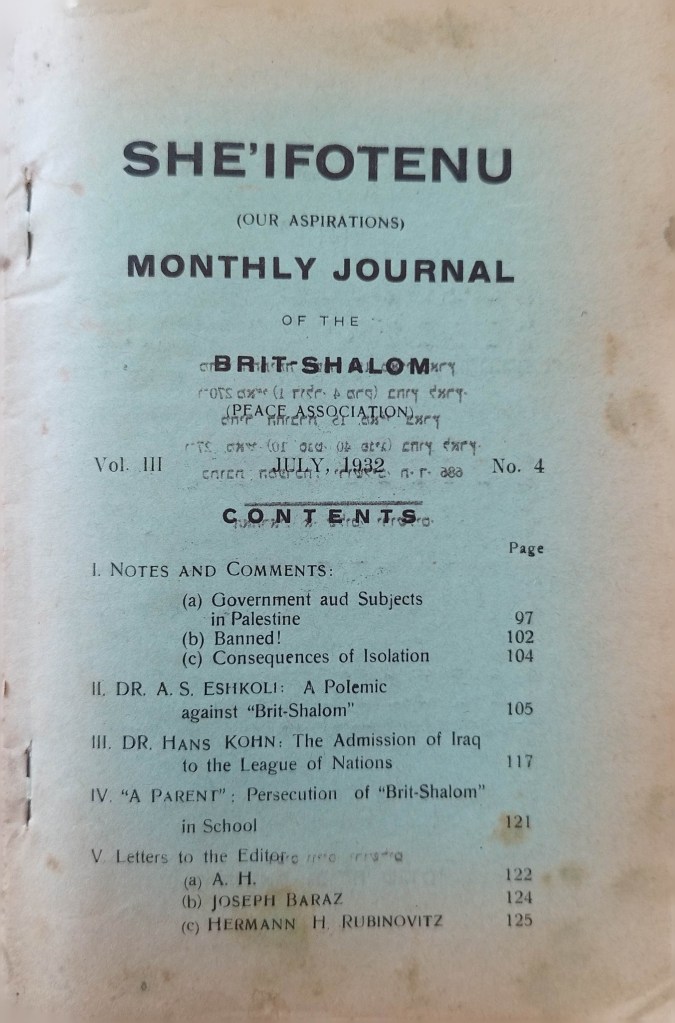 SHE'IFOTENU
(OUR ASPIRATIONS)
MONTHLY JOURNAL
OF THE
BRIT-SHALOM
(PEACE ASSOCIATION)
Vol. III JULY, 1932 No. 4
CONTENTS
Page
I. NOTES AND COMMENTS:
(a) Government aud Subjects
in Palestine 97
(b) Banned! 102
(c) Consequences of Isolation 104
II. DR. A. S. ESHKOLI: A Polemic
against "Brit-Shalom" 105
III. DR. HANS KOHN: The Admission of Iraq
to the League of Nations 117
IV. "A PARENT": Persecution of "Brit-Shalom"
in School 121
V. Letters to the Editor
(a) A. H. 122
(b) JOSEPH BARAZ 124
(c) HERMANN H. RUBINOVITZ 125